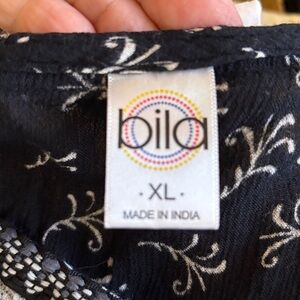 bila
· XL ·
MADE IN INDIA